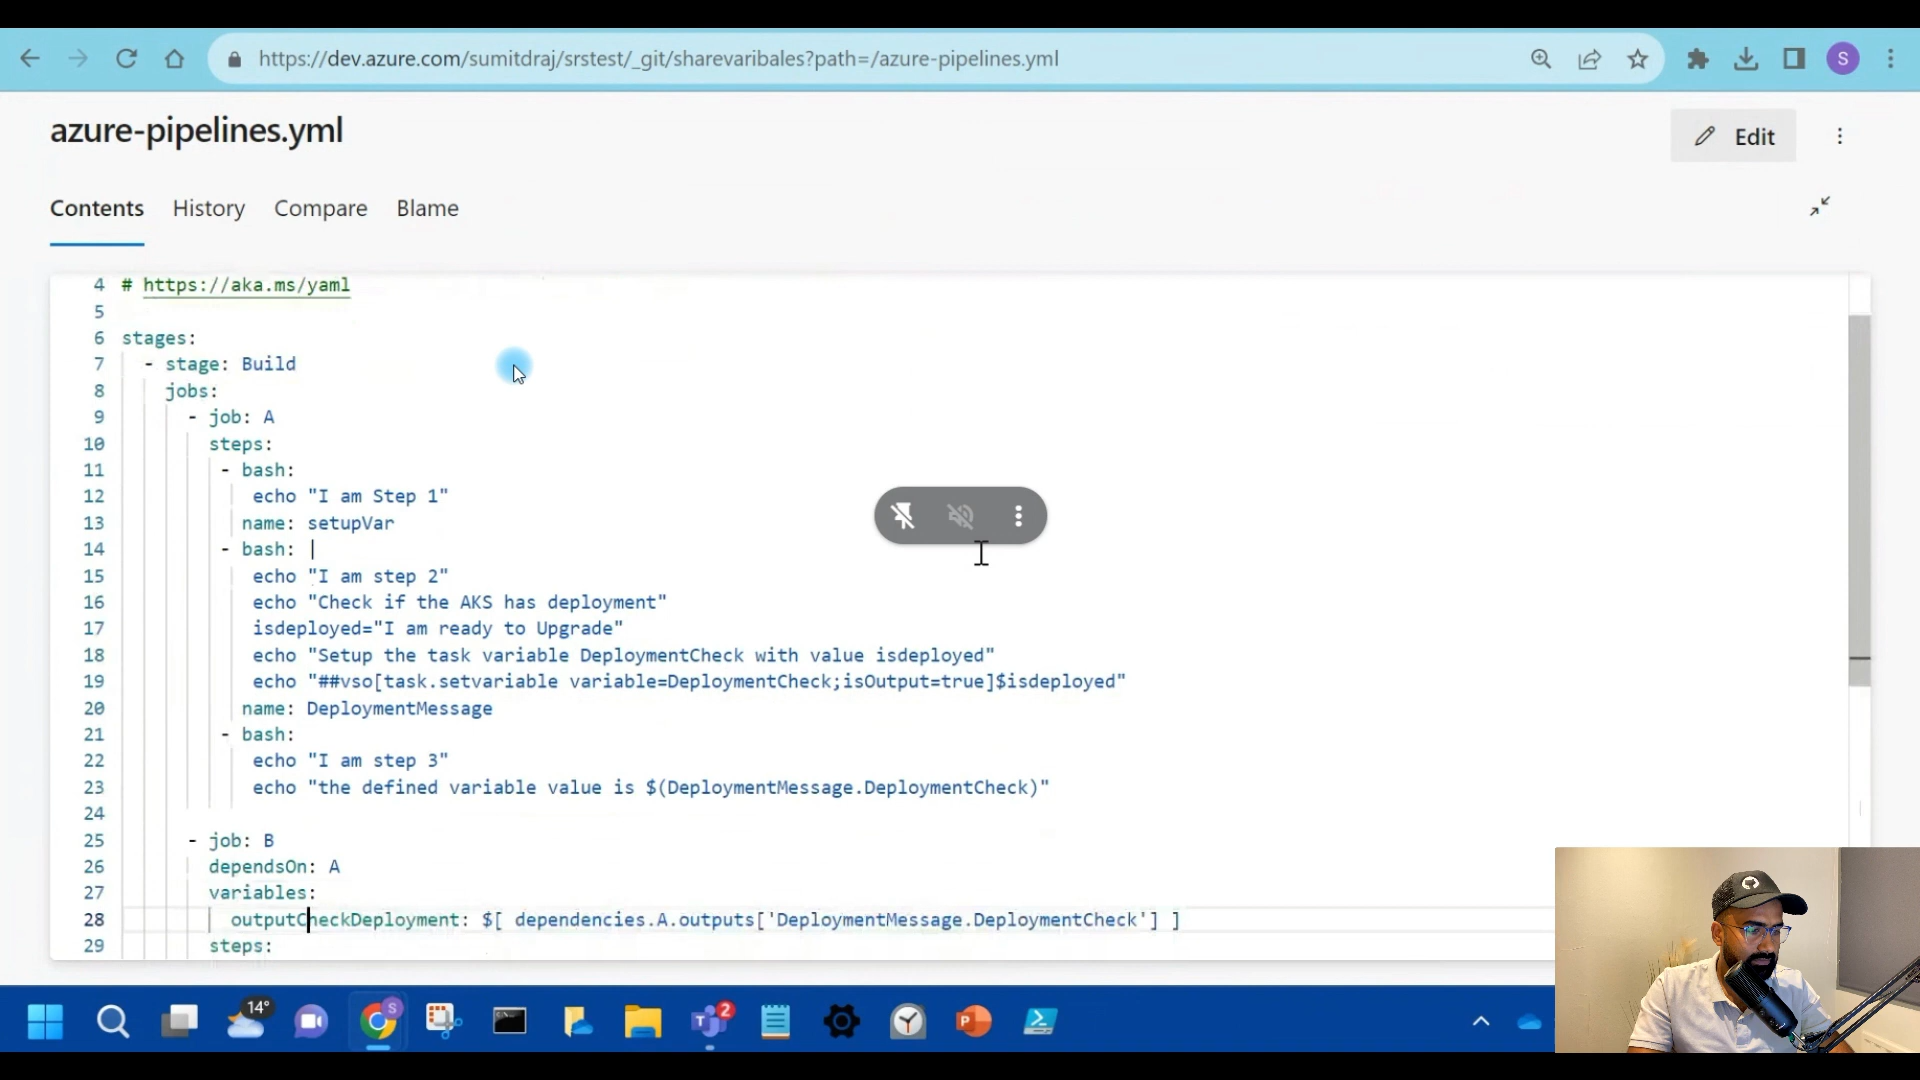 https://dev.azure.com/sumitdraj/srstest/_git/sharevaribales?path=/azure-pipelines.yml
S
azure-pipelines.yml
Edit
Contents History Compare Blame
4 # https://aka.ms/yaml
5
6 stages:
7 - stage: Build
8 jobs:
9 - job: A
10 steps:
11 - bash:
12 echo "I am Step 1"
13 name: setupVar
14 - bash: |
15 echo "I am step 2"
16 echo "Check if the AKS has deployment"
17 isdeployed="I am ready to Upgrade"
18 echo "Setup the task variable DeploymentCheck with value isdeployed"
19 echo "##vso[task.setvariable variable=DeploymentCheck;isOutput=true]$isdeployed"
20 name: DeploymentMessage
21 - bash:
22 echo "I am step 3"
23 echo "the defined variable value is $(DeploymentMessage.DeploymentCheck)"
24
25 - job: B
26 dependsOn: A
27 variables:
28 outputCheckDeployment: $[ dependencies.A.outputs['DeploymentMessage.DeploymentCheck'] ]
29 steps:
14°
S
2